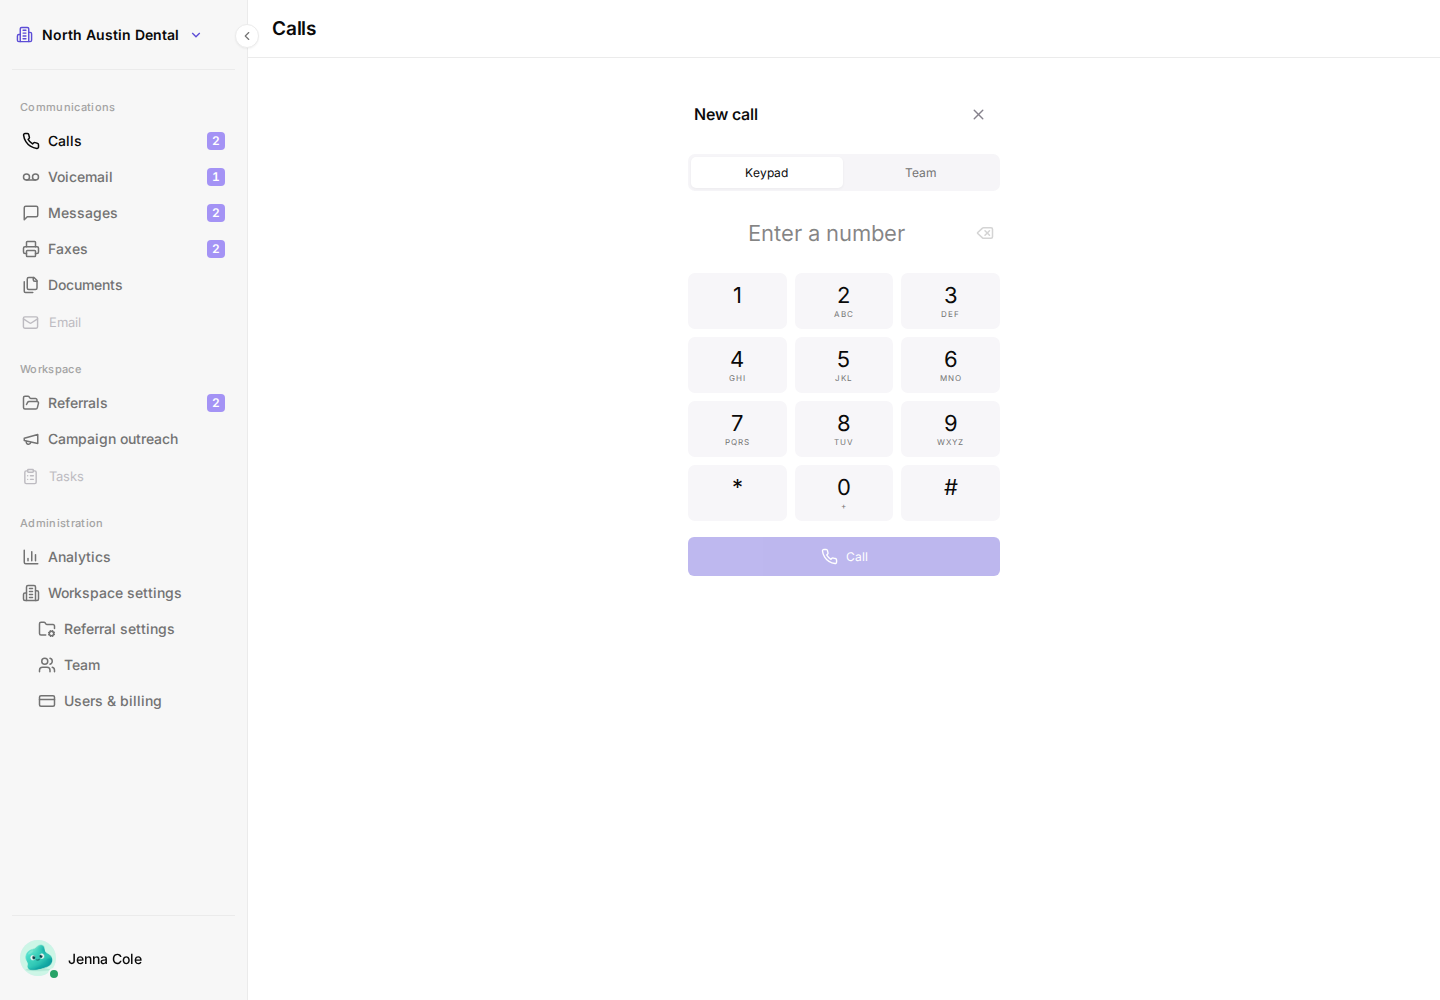 North Austin Dental
Calls
Communications
Calls 2
Voicemail 1
Messages 2
Faxes 2
Documents
Email
Workspace
Referrals 2
Campaign outreach
Tasks
Administration
Analytics
Workspace settings
Referral settings
Team
Users & billing
Jenna Cole
New call
Keypad Team
Enter a number
1 2 3
ABC DEF
4 5 6
GHI JKL MNO
7 8 9
PQRS TUV WXYZ
* 0 #
+
Call